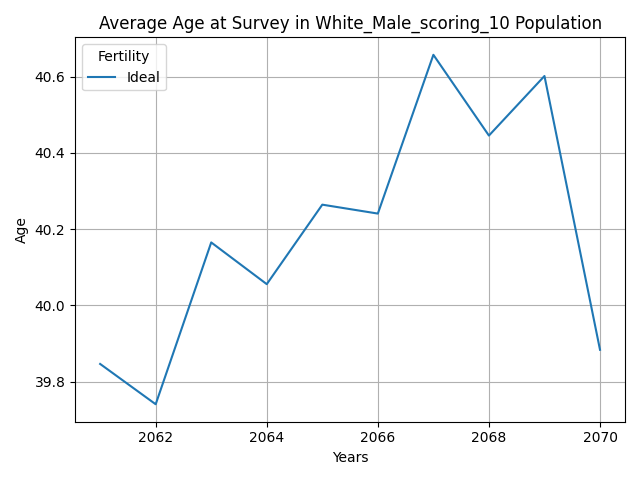 Average Age at Survey in White_Male_scoring_10 Population
Fertility
Ideal
40.6
40.4
40.2
40.0
39.8
Age
2062 2064 2066 2068 2070
Years